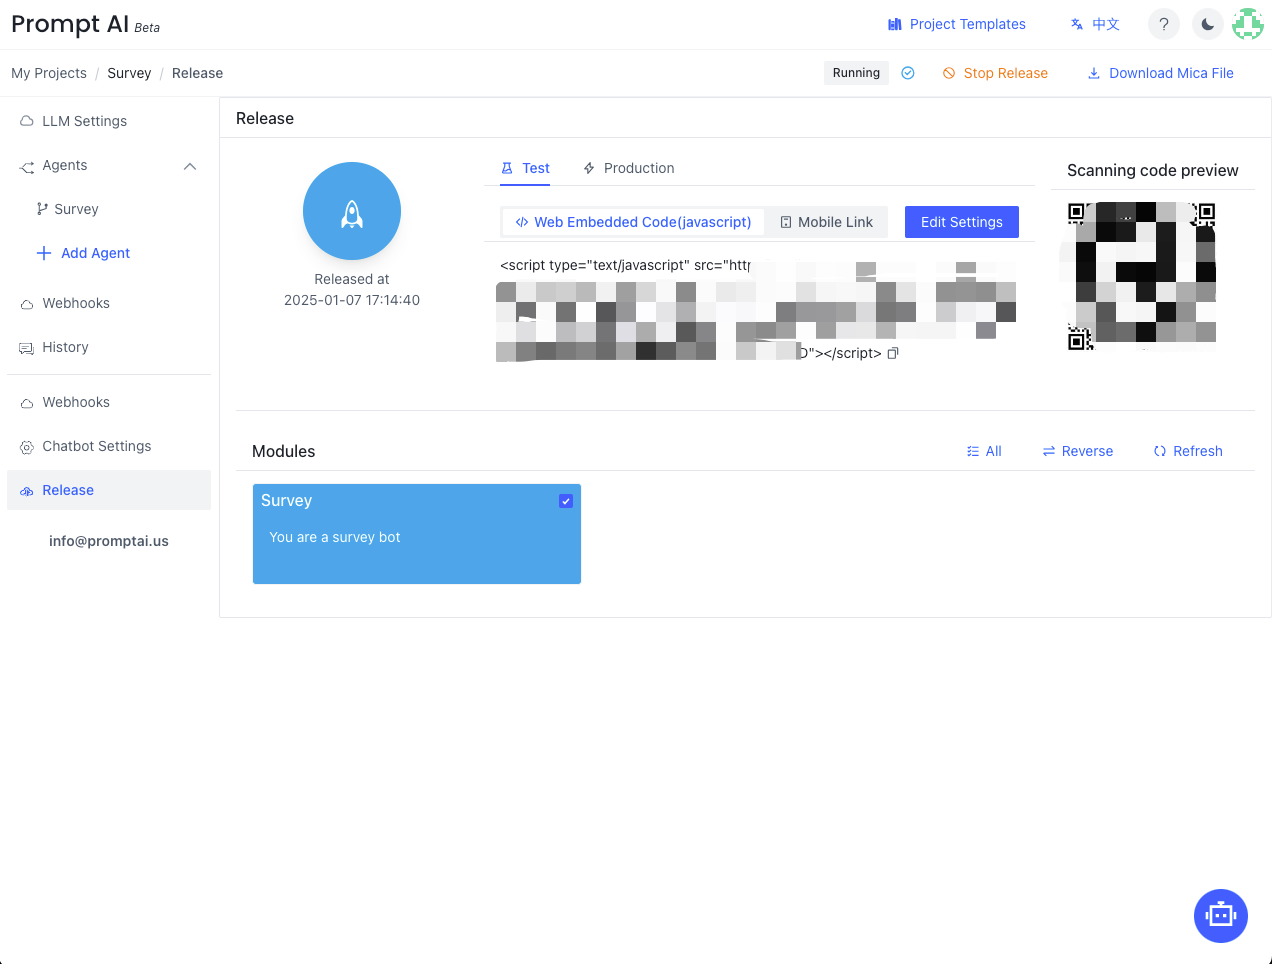 Prompt AI Beta
Project Templates
中文
?
My Projects / Survey / Release
Running
Stop Release
Download Mica File
LLM Settings
Agents
Survey
Add Agent
Webhooks
History
Webhooks
Chatbot Settings
Release
info@promptai.us
Release
Released at
2025-01-07 17:14:40
Test
Production
Web Embedded Code(javascript)
Mobile Link
Edit Settings
<script type="text/javascript" src="http
"></script>
Scanning code preview
Modules
All
Reverse
Refresh
Survey
You are a survey bot